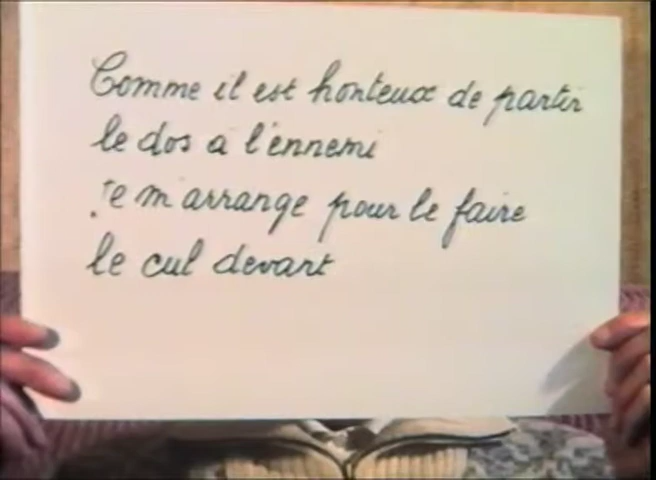 Comme il est honteux de partir
le dos à l'ennemi
je m'arrange pour le faire
le cul devant